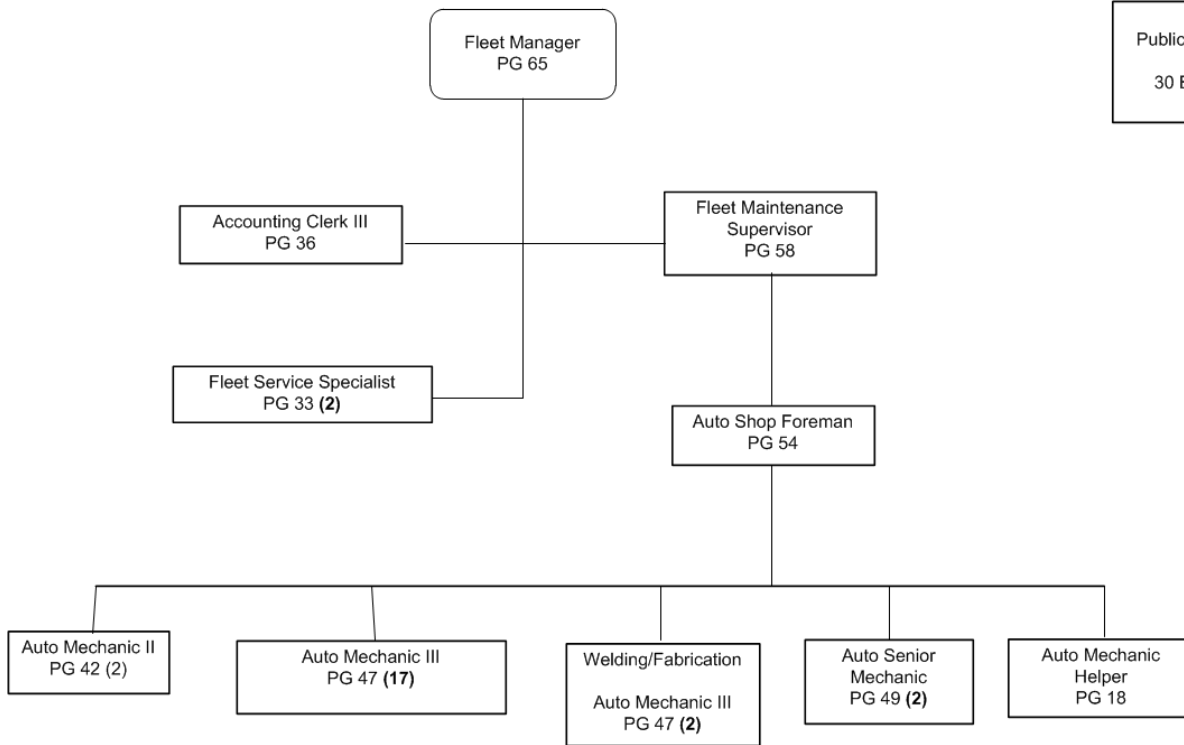 Fleet Manager
PG 65
Public
30
Accounting Clerk III
PG 36
Fleet Maintenance
Supervisor
PG 58
Fleet Service Specialist
PG 33 (2)
Auto Shop Foreman
PG 54
Auto Mechanic II
PG 42 (2)
Auto Mechanic III
PG 47 (17)
Welding/Fabrication
Auto Mechanic III
PG 47 (2)
Auto Senior
Mechanic
PG 49 (2)
Auto Mechanic
Helper
PG 18